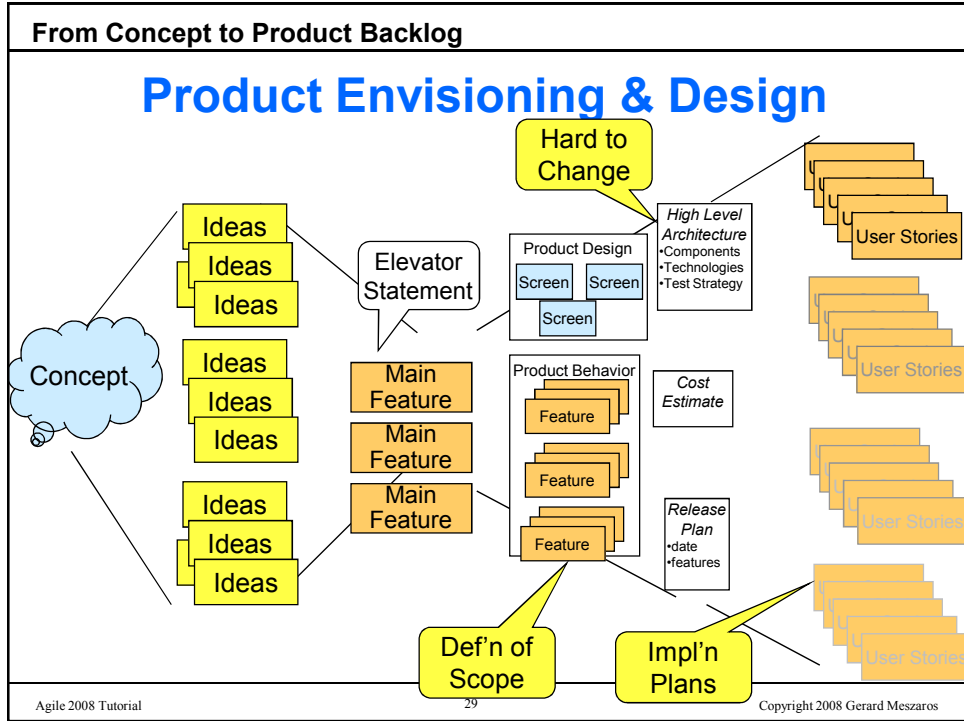 From Concept to Product Backlog
Product Envisioning & Design
Concept
Ideas
Ideas
Ideas
Ideas
Ideas
Ideas
Ideas
Ideas
Ideas
Elevator
Statement
Main
Feature
Main
Feature
Main
Feature
Hard to
Change
Product Design
Screen
Screen
Screen
Product Behavior
Feature
Feature
Feature
Def'n of
Scope
High Level
Architecture
•Components
•Technologies
•Test Strategy
Cost
Estimate
Release
Plan
•date
•features
Impl'n
Plans
User Stories
User Stories
User Stories
User Stories
Agile 2008 Tutorial
29
Copyright 2008 Gerard Meszaros